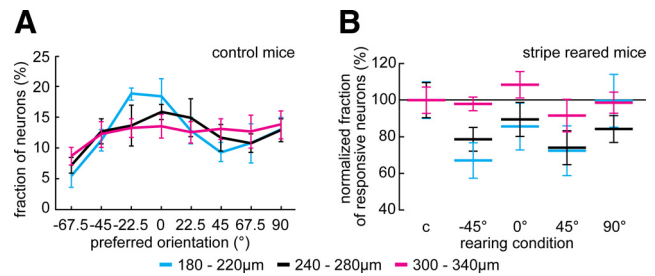 A
control mice
fraction of neurons (%)
25
20
15
10
5
0
-67.5 -45 -22.5 0 22.5 45 67.5 90
preferred orientation (°)
B
stripe reared mice
normalized fraction
of responsive neurons (%)
120
100
80
60
40
c -45° 0° 45° 90°
rearing condition
180 - 220µm 240 - 280µm 300 - 340µm